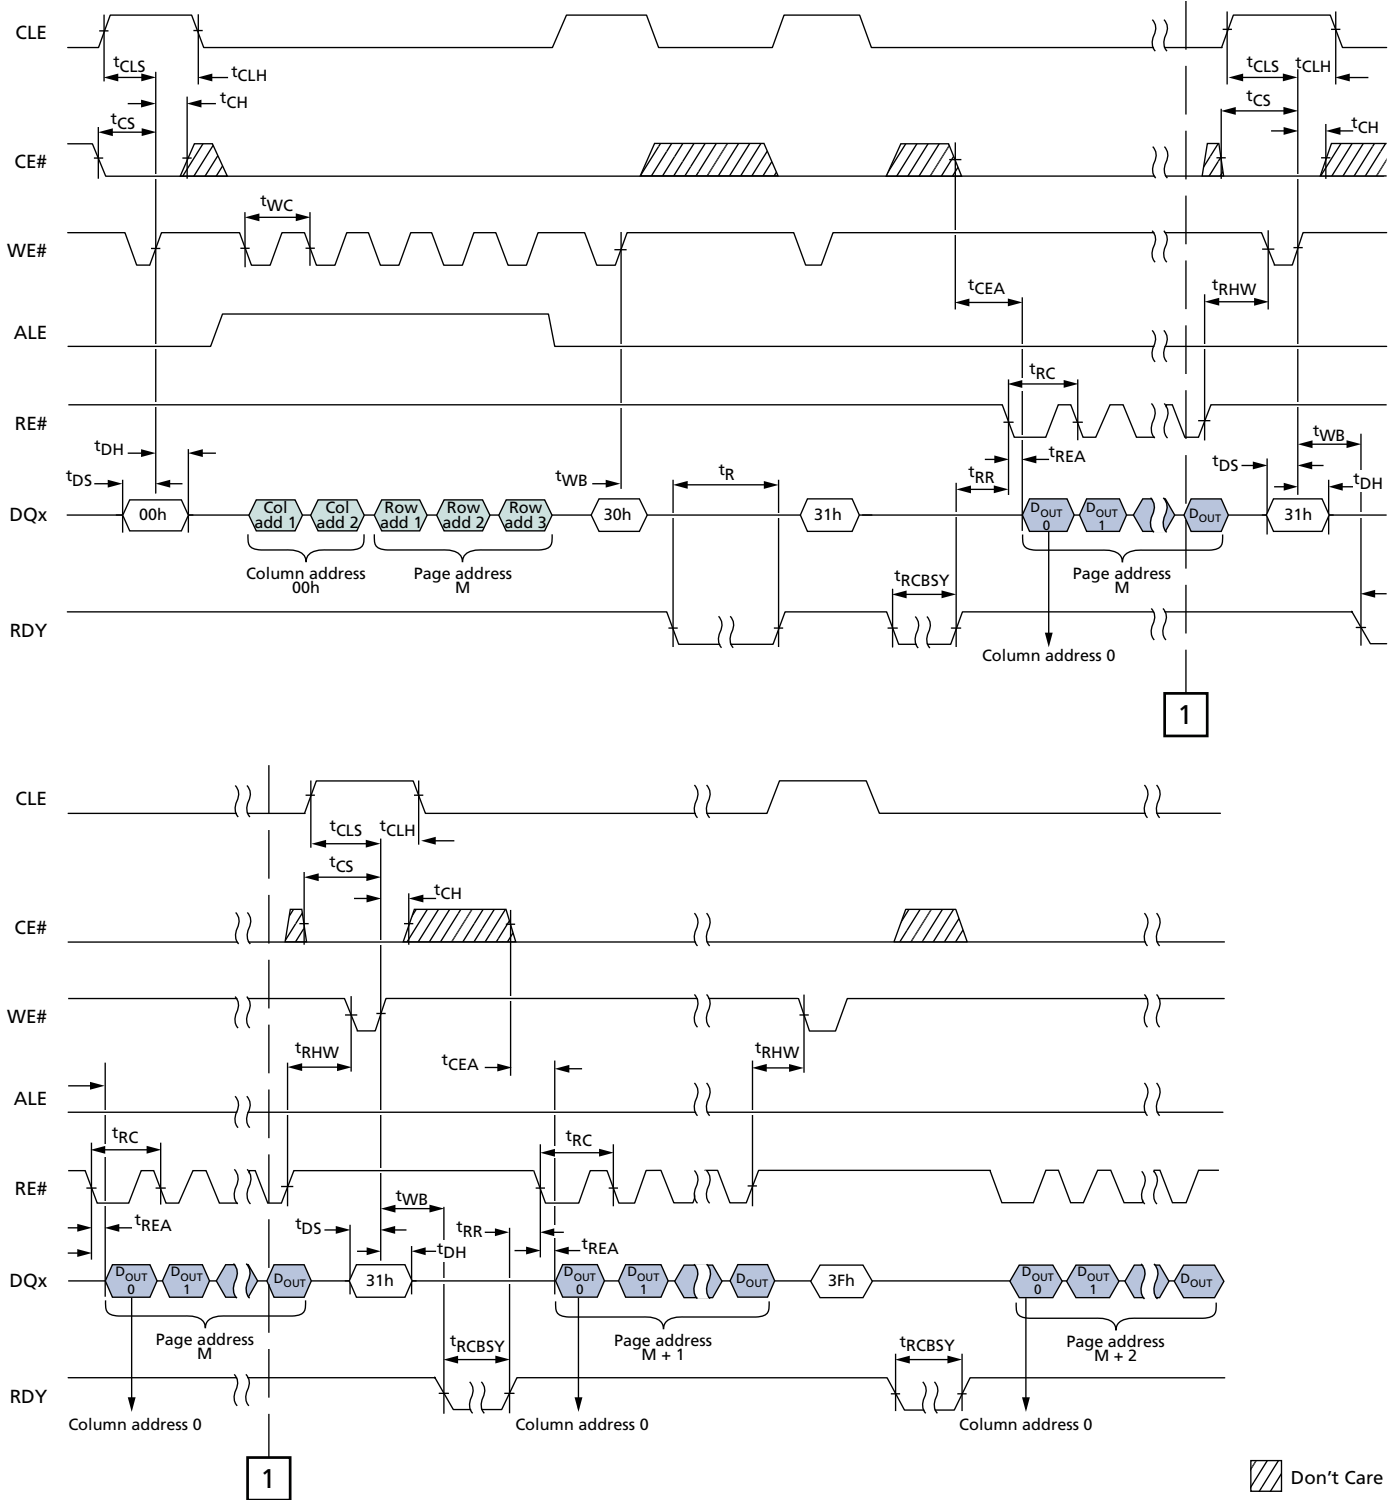 CLE
tCLS
tCLH
tCLS
tCLH
tCH
tCS
tCS
tCH
CE#
tWC
WE#
tCEA
tRHW
ALE
tRC
RE#
tDH
tWB
tREA
tDS
tWB
tR
tRR
tDS
tDH
DQx
00h
Col add 1
Col add 2
Row add 1
Row add 2
Row add 3
30h
31h
DOUT 0
DOUT 1
DOUT
31h
Column address
00h
Page address
M
Page address
M
tRCBSY
RDY
Column address 0
1
CLE
tCLS
tCLH
tCS
tCH
CE#
WE#
tRHW
tCEA
tRHW
ALE
tRC
tRC
RE#
tREA
tWB
tDS
tRR
tDH
tREA
DQx
DOUT 0
DOUT 1
DOUT
31h
DOUT 0
DOUT 1
DOUT
3Fh
DOUT 0
DOUT 1
DOUT
Page address
M
Page address
M + 1
Page address
M + 2
tRCBSY
tRCBSY
RDY
Column address 0
Column address 0
Column address 0
1
Don't Care